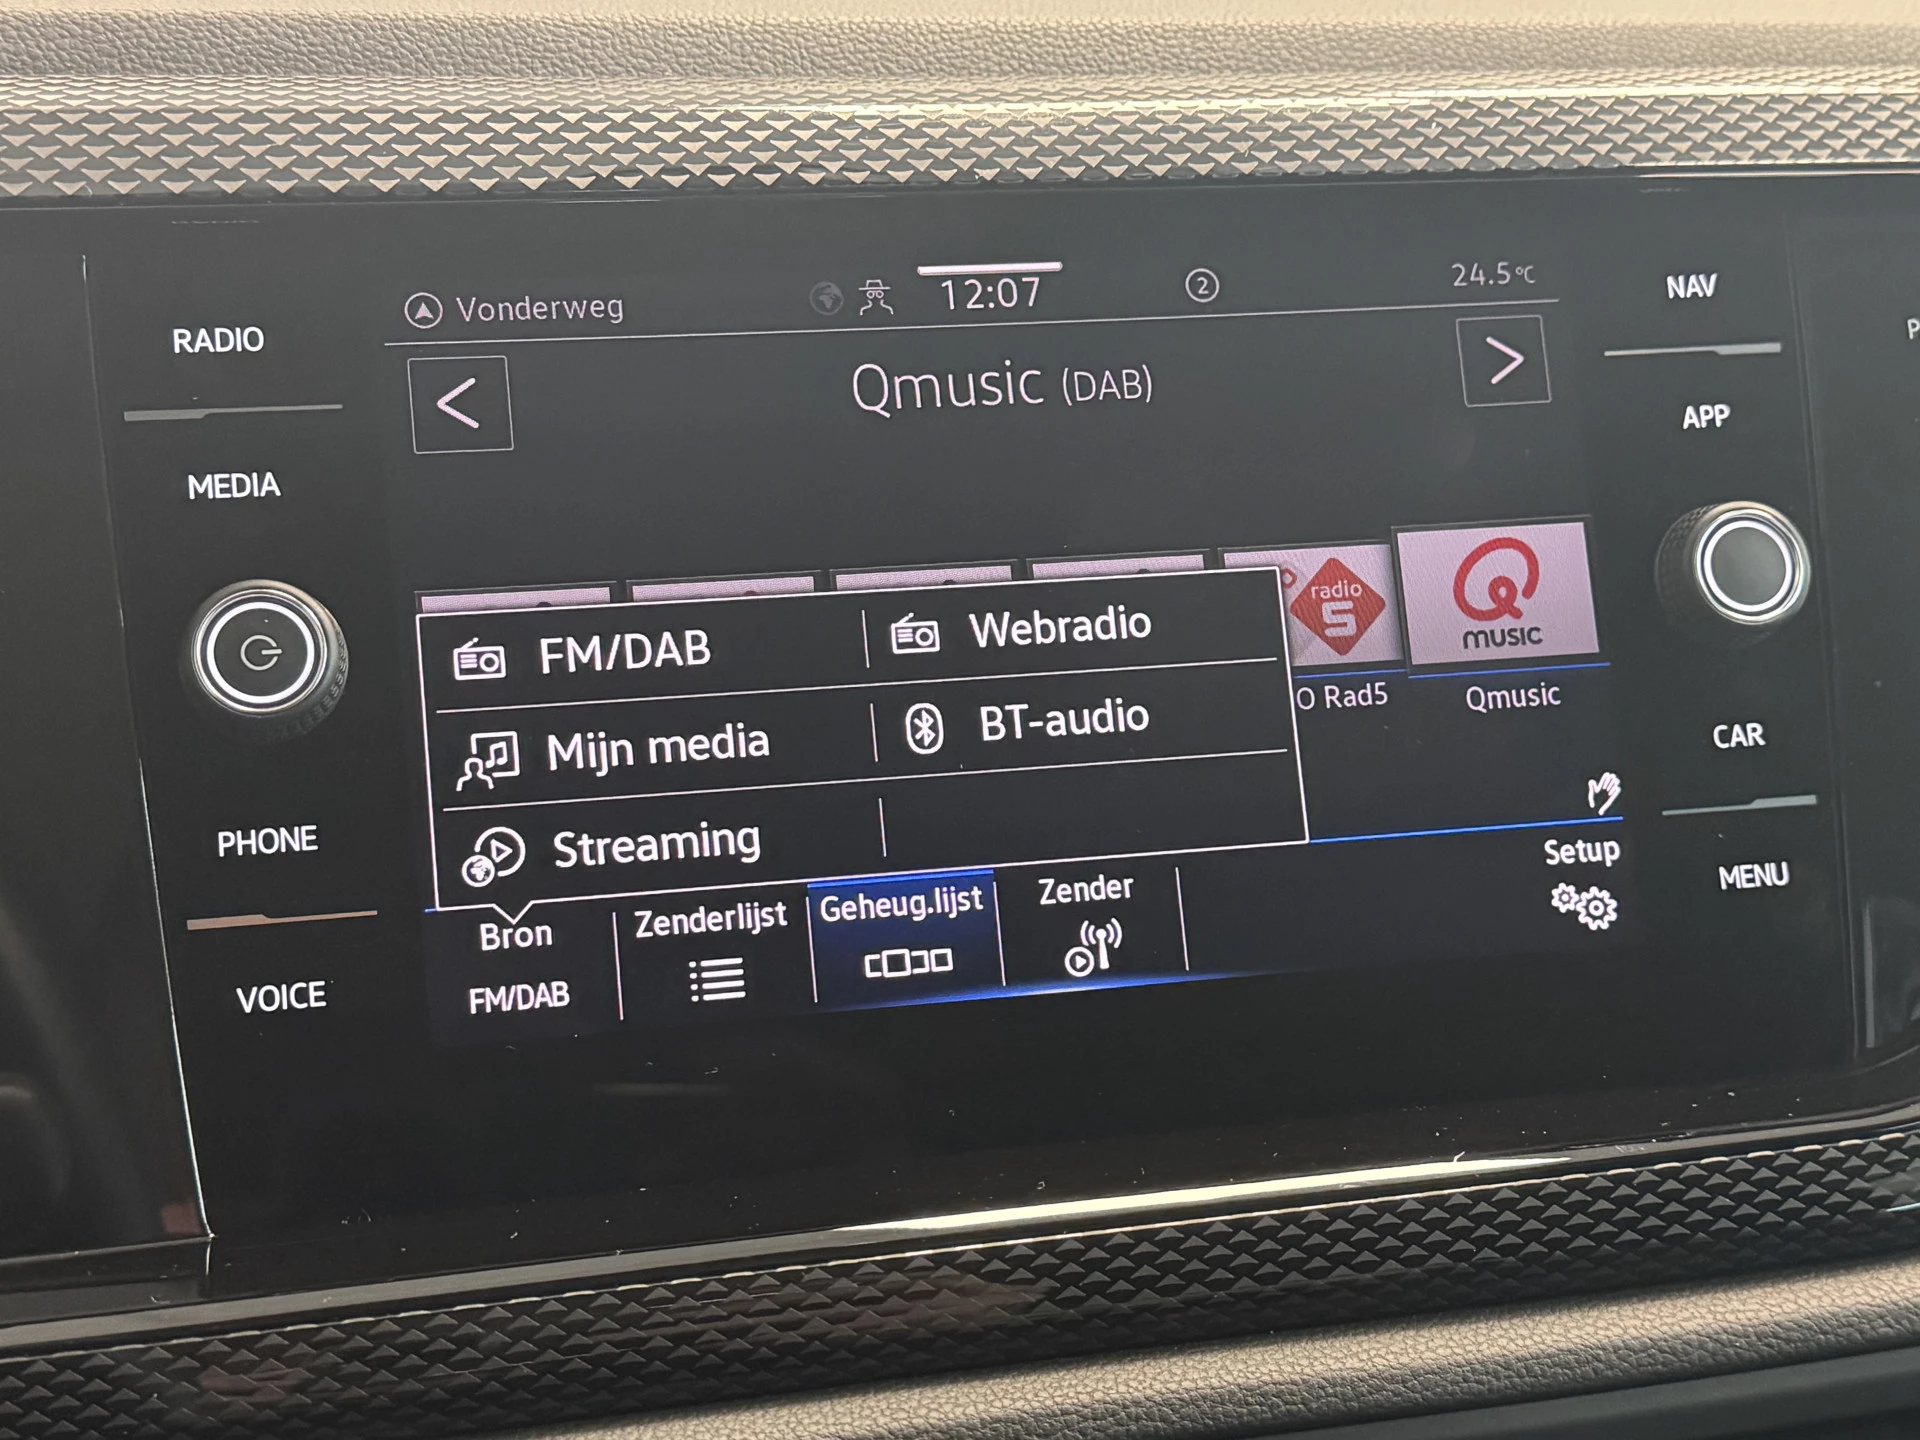 Vonderweg
12:07
2
24.5°C
RADIO
MEDIA
PHONE
VOICE
Qmusic (DAB)
FM/DAB
Webradio
Mijn media
BT-audio
Streaming
radio
5
Q
music
O Rad5
Qmusic
Bron
FM/DAB
Zenderlijst
Geheug.lijst
Zender
Setup
NAV
APP
CAR
MENU